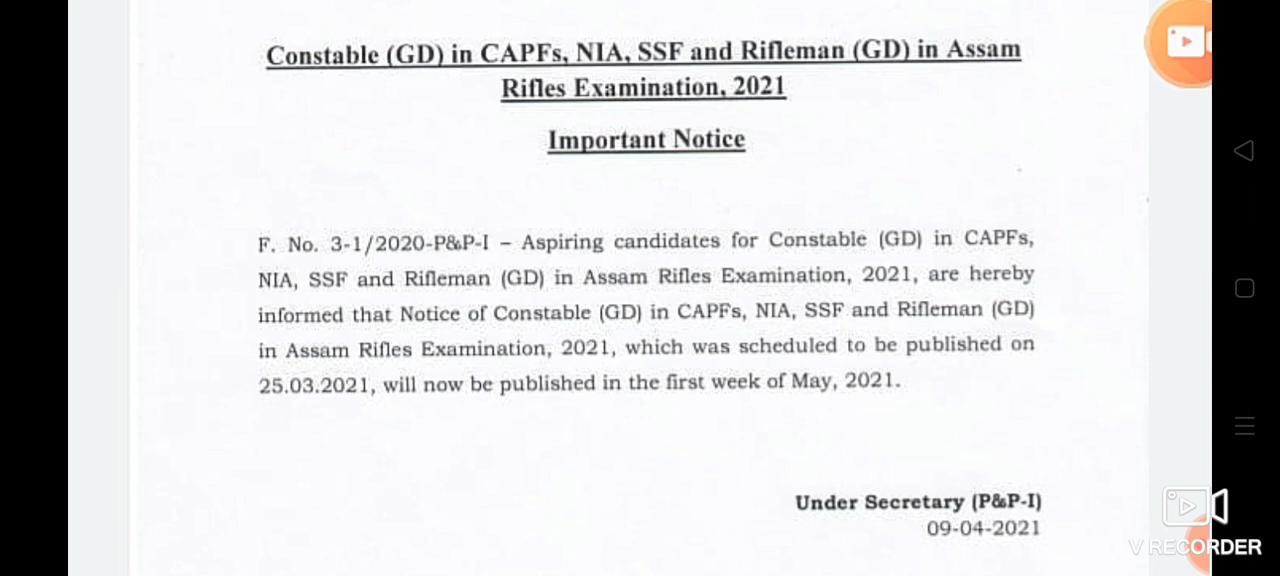 Constable (GD) in CAPFs, NIA, SSF and Rifleman (GD) in Assam
Rifles Examination, 2021
Important Notice
F. No. 3-1/2020-P&P-I – Aspiring candidates for Constable (GD) in CAPFs,
NIA, SSF and Rifleman (GD) in Assam Rifles Examination, 2021, are hereby
informed that Notice of Constable (GD) in CAPFs, NIA, SSF and Rifleman (GD)
in Assam Rifles Examination, 2021, which was scheduled to be published on
25.03.2021, will now be published in the first week of May, 2021.
Under Secretary (P&P-I)
09-04-2021
V RECORDER